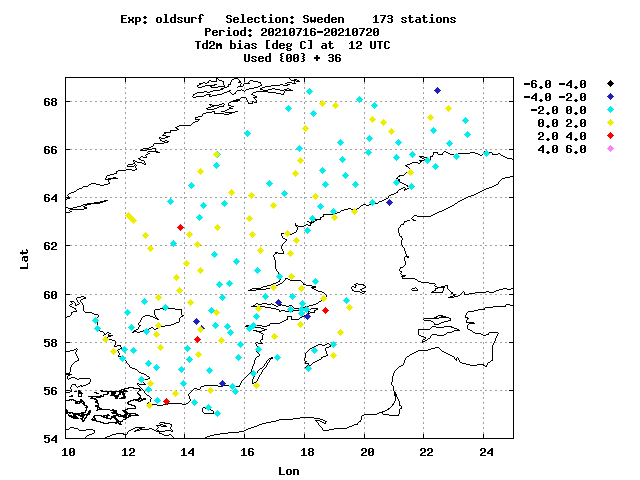 Exp: oldsurf   Selection: Sweden    173 stations
Period: 20210716-20210720
Td2m bias [deg C] at  12 UTC
Used {00} + 36
-6.0 -4.0
-4.0 -2.0
-2.0 0.0
0.0 2.0
2.0 4.0
4.0 6.0
68
66
64
62
60
58
56
54
Lat
10 12 14 16 18 20 22 24
Lon